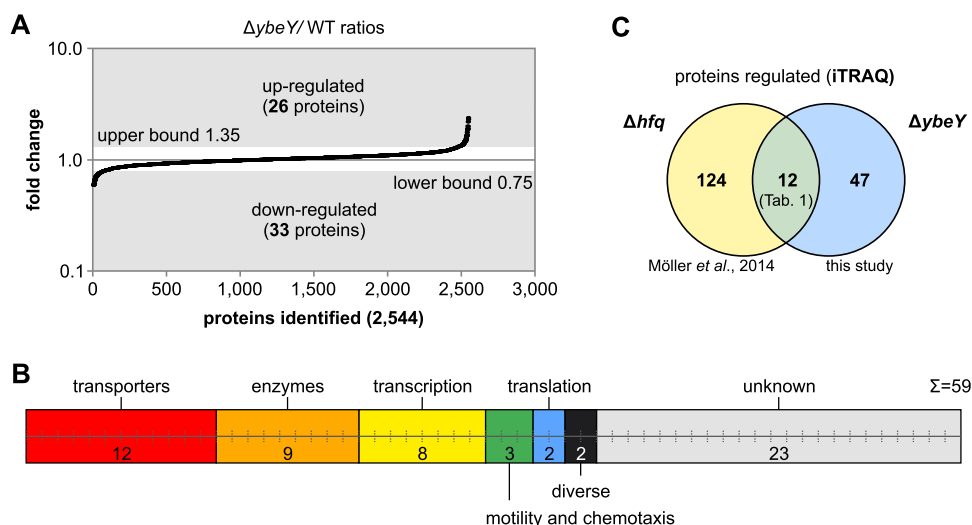 A
ΔybeY/ WT ratios
10.0
1.0
0.1
fold change
up-regulated
(26 proteins)
upper bound 1.35
lower bound 0.75
down-regulated
(33 proteins)
0 500 1,000 1,500 2,000 2,500 3,000
proteins identified (2,544)
C
proteins regulated (iTRAQ)
Δhfq ΔybeY
124 12 47
(Tab. 1)
Möller et al., 2014 this study
B
transporters enzymes transcription translation unknown Σ=59
12 9 8 3 2 2 23
diverse
motility and chemotaxis